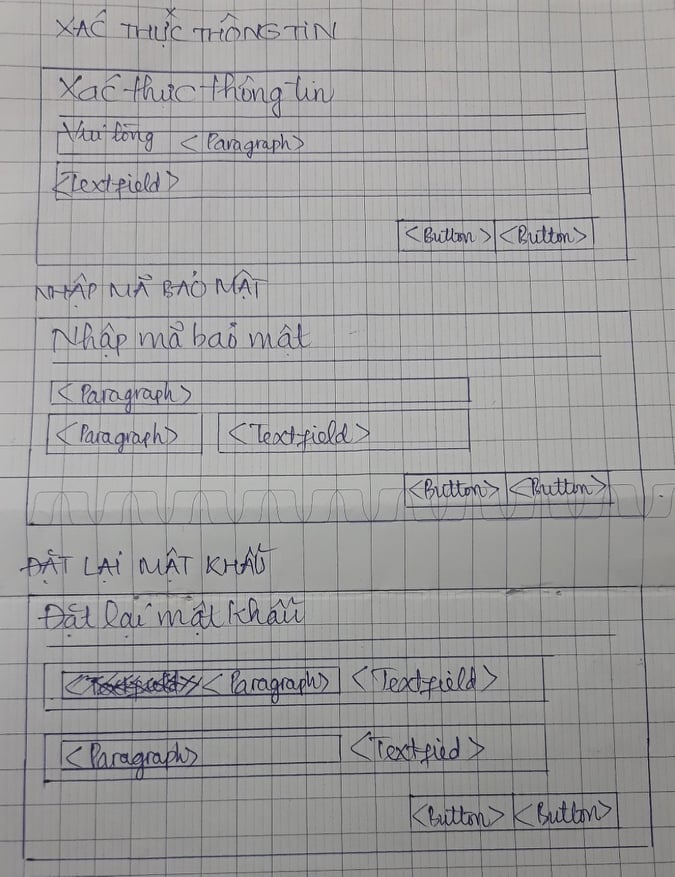 XÁC THỰC THÔNG TIN
Xác thực thông tin
Vui lòng <Paragraph>
<Textfield>
<Button> <Button>
NHẬP MÃ BẢO MẬT
Nhập mã bảo mật
<Paragraph>
<Paragraph> <Textfield>
<Button> <Button>
ĐẶT LẠI MẬT KHẨU
Đặt lại mật khẩu
<Paragraph> <Textfield>
<Paragraph> <Textfied>
<Button> <Button>